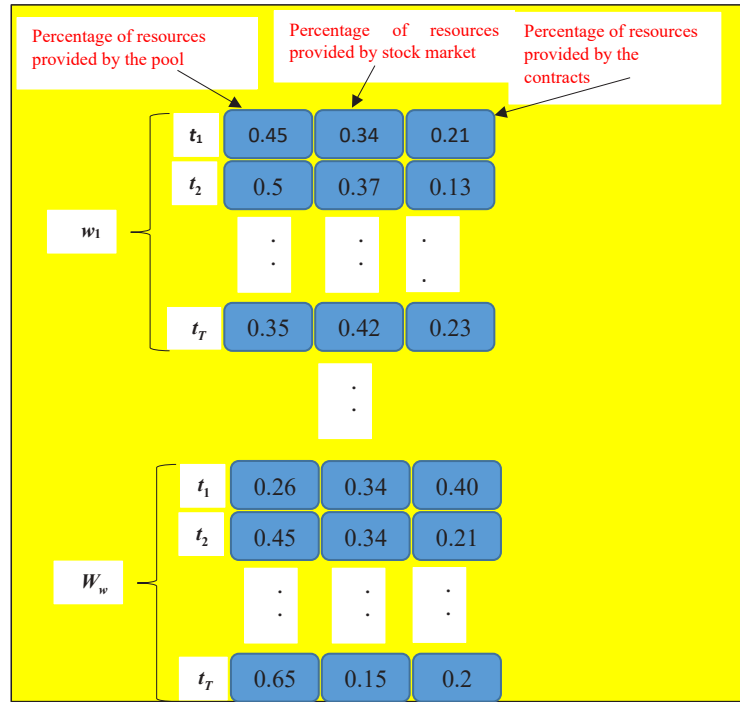 Percentage of resources
provided by the pool
Percentage of resources
provided by stock market
Percentage of resources
provided by the
contracts
t1 0.45 0.34 0.21
t2 0.5 0.37 0.13
w1
. . .
. . .
tT 0.35 0.42 0.23
.
.
t1 0.26 0.34 0.40
t2 0.45 0.34 0.21
Ww
. . .
. . .
tT 0.65 0.15 0.2